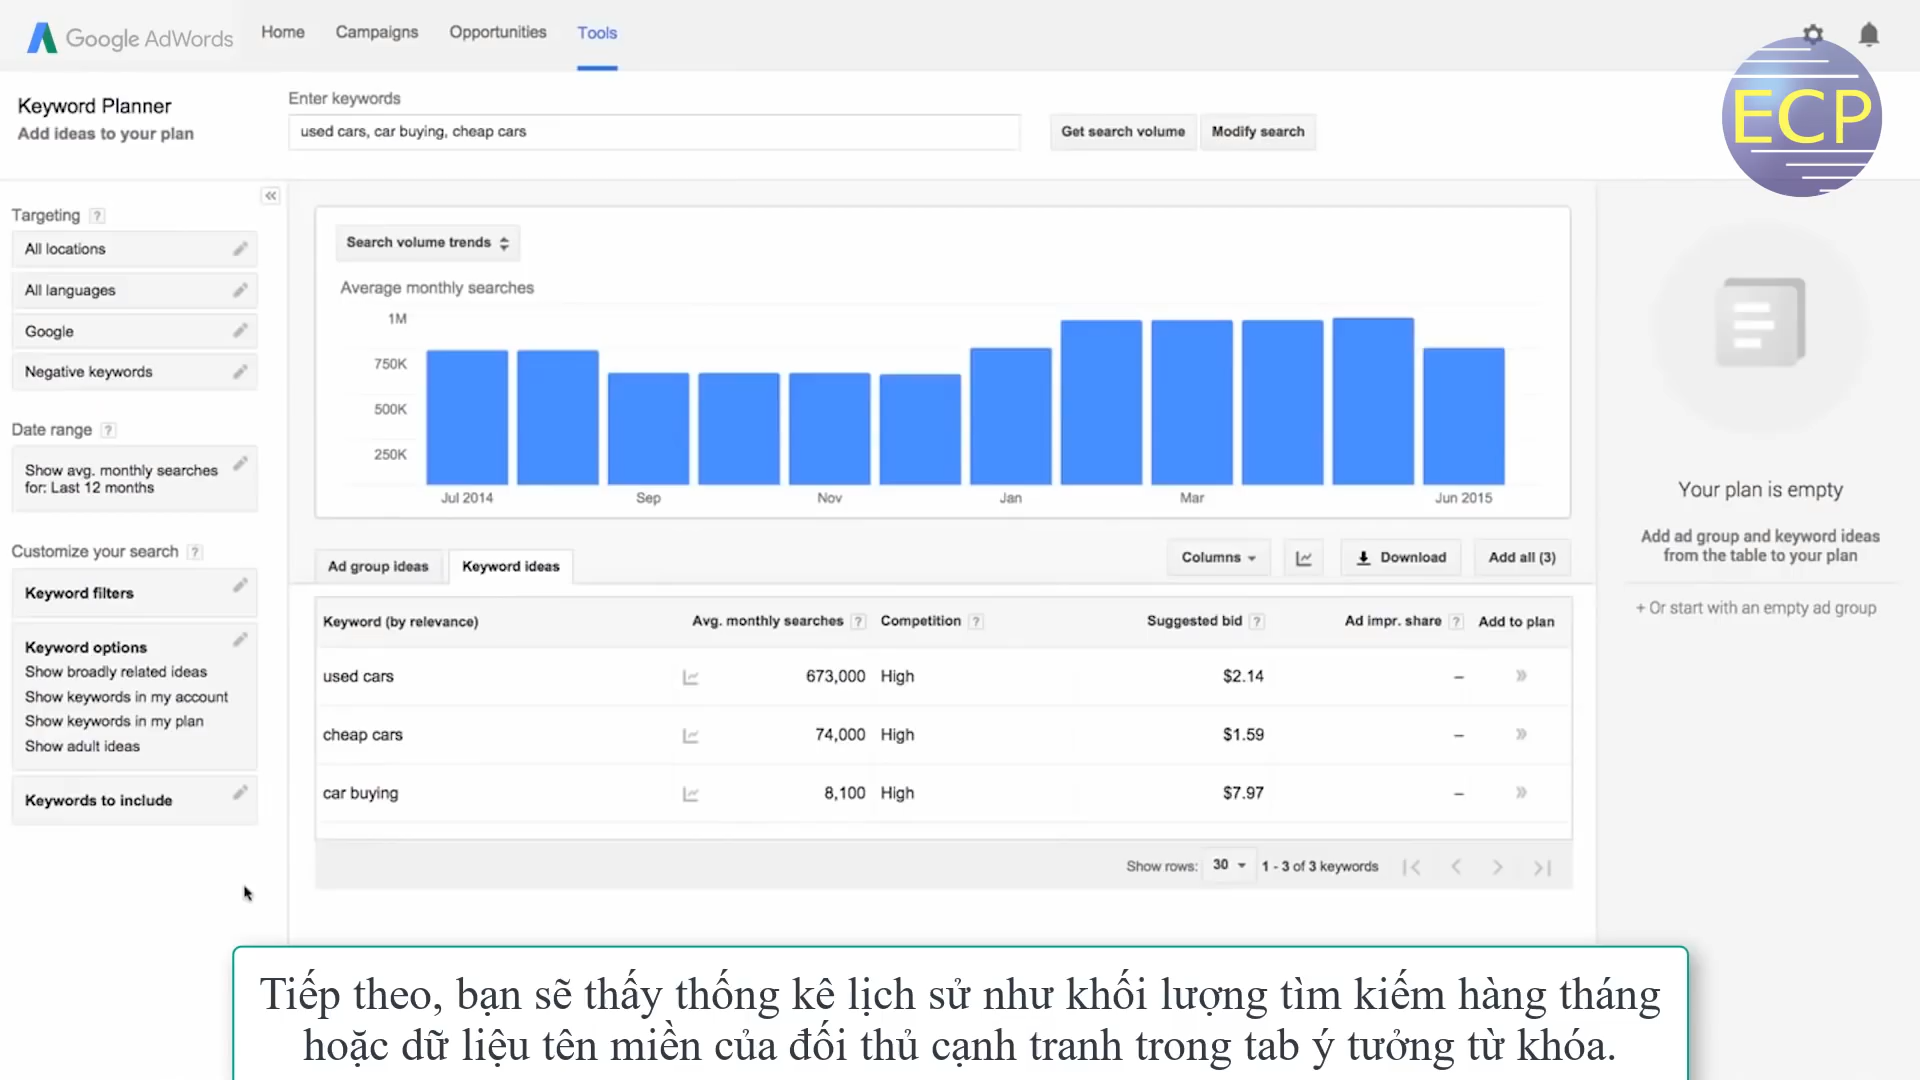 Google AdWords
Home Campaigns Opportunities Tools
ECP
Keyword Planner
Add ideas to your plan
Enter keywords
used cars, car buying, cheap cars
Get search volume
Modify search
«
Targeting ?
All locations
All languages
Google
Negative keywords
Date range ?
Show avg. monthly searches
for: Last 12 months
Customize your search ?
Keyword filters
Keyword options
Show broadly related ideas
Show keywords in my account
Show keywords in my plan
Show adult ideas
Keywords to include
Search volume trends
Average monthly searches
1M
750K
500K
250K
Jul 2014 Sep Nov Jan Mar Jun 2015
Ad group ideas
Keyword ideas
Columns
Download
Add all (3)
Keyword (by relevance) Avg. monthly searches ? Competition ? Suggested bid ? Ad impr. share ? Add to plan
used cars 673,000 High $2.14 – »
cheap cars 74,000 High $1.59 – »
car buying 8,100 High $7.97 – »
Show rows: 30 1 - 3 of 3 keywords
Your plan is empty
Add ad group and keyword ideas
from the table to your plan
+ Or start with an empty ad group
Tiếp theo, bạn sẽ thấy thống kê lịch sử như khối lượng tìm kiếm hàng tháng
hoặc dữ liệu tên miền của đối thủ cạnh tranh trong tab ý tưởng từ khóa.